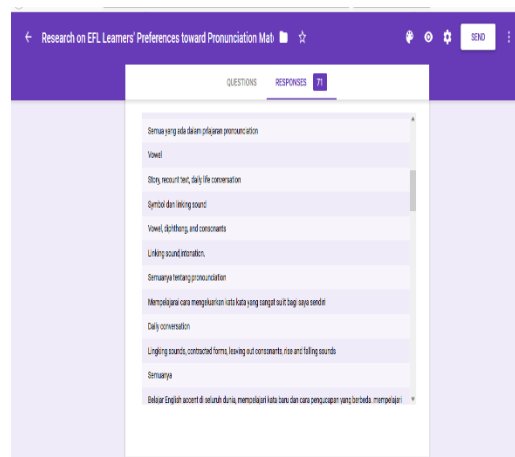 Research on EFL Learners' Preferences toward Pronunciation Mat
SEND
QUESTIONS RESPONSES 71
Semua yang ada dalam prlajaran pronounciation
Vowel
Story, recount text, daily life conversation
Symbol dan linking sound
Vowel, diphthong, and consonants
Linking sound intonation.
Semuanya tentang pronounciation
Mempelajarai cara mengeluarkan kata kata yang sangat sulit bagi saya sendiri
Daily conversation
Lingking sounds, contracted forms, leaving out consonants, rise and falling sounds
Semuanya
Belajar English accent di seluruh dunia, mempelajari kata baru dan cara pengucapan yang berbeda. mempelajari